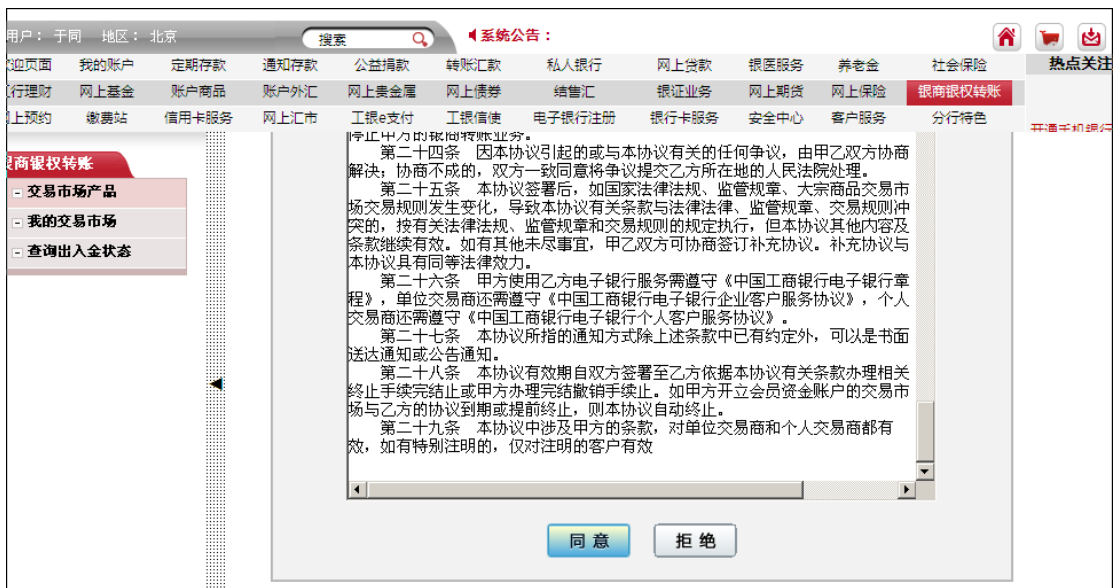 用户： 于同 地区： 北京
搜索
系统公告：
迎页面 我的账户 定期存款 通知存款 公益捐款 转账汇款 私人银行 网上贷款 银医服务 养老金 社会保险
热点关注
行理财 网上基金 账户商品 账户外汇 网上贵金属 网上债券 结售汇 银证业务 网上期货 网上保险 银商银权转账
上预约 缴费站 信用卡服务 网上汇市 工银e支付 工银信使 电子银行注册 银行卡服务 安全中心 客户服务 分行特色
开通手机银行
商银权转账
交易市场产品
我的交易市场
查询出入金状态
停止甲方的银商转账业务。
第二十四条 因本协议引起的或与本协议有关的任何争议，由甲乙双方协商
解决；协商不成的，双方一致同意将争议提交乙方所在地的人民法院处理。
第二十五条 本协议签署后，如国家法律法规、监管规章、大宗商品交易市
场交易规则发生变化，导致本协议有关条款与法律法律、监管规章、交易规则冲
突的，按有关法律法规、监管规章和交易规则的规定执行，但本协议其他内容及
条款继续有效。如有其他未尽事宜，甲乙双方可协商签订补充协议。补充协议与
本协议具有同等法律效力。
第二十六条 甲方使用乙方电子银行服务需遵守《中国工商银行电子银行章
程》，单位交易商还需遵守《中国工商银行电子银行企业客户服务协议》，个人
交易商还需遵守《中国工商银行电子银行个人客户服务协议》。
第二十七条 本协议所指的通知方式除上述条款中已有约定外，可以是书面
送达通知或公告通知。
第二十八条 本协议有效期自双方签署至乙方依据本协议有关条款办理相关
终止手续完结止或甲方办理完结撤销手续止。如甲方开立会员资金账户的交易市
场与乙方的协议到期或提前终止，则本协议自动终止。
第二十九条 本协议中涉及甲方的条款，对单位交易商和个人交易商都有
效，如有特别注明的，仅对注明的客户有效
同意 拒绝